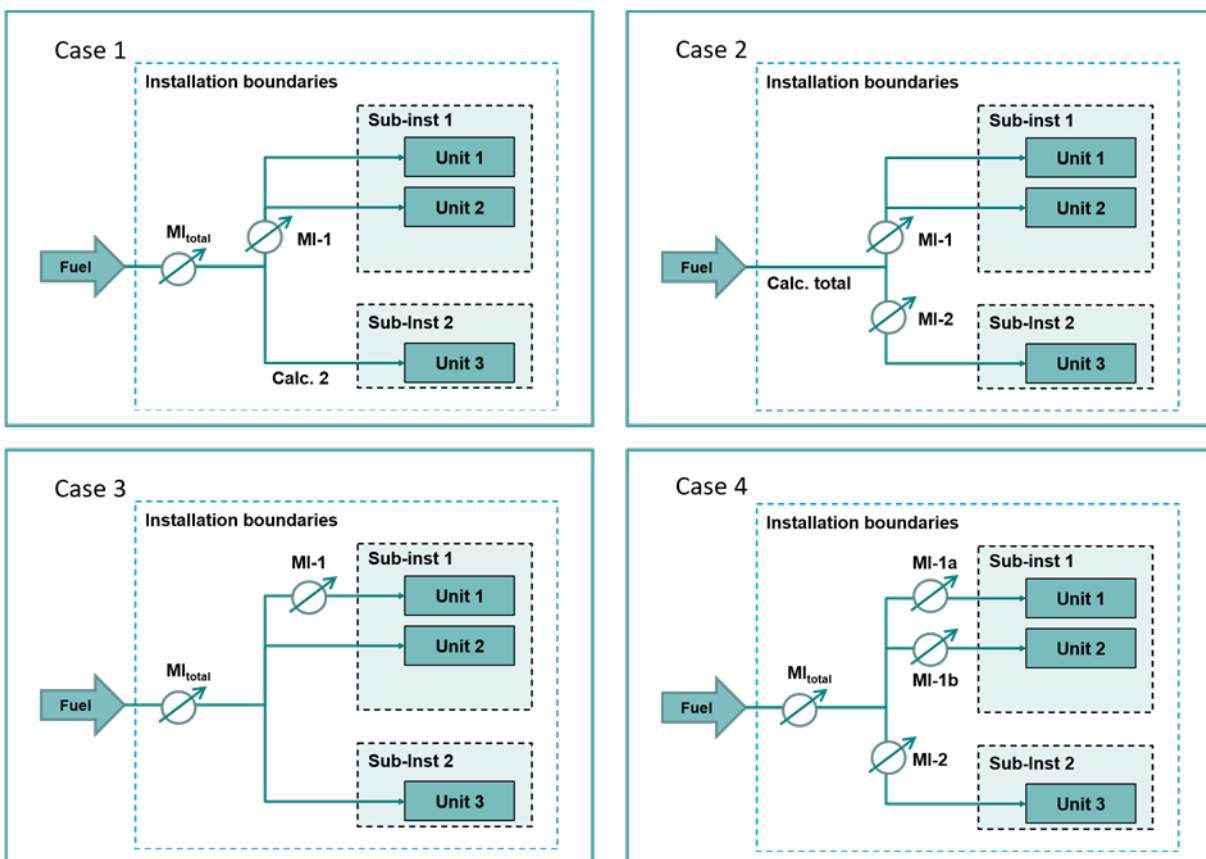 Case 1
Installation boundaries
Sub-inst 1
Unit 1
Unit 2
MI-1
MItotal
Fuel
Sub-Inst 2
Unit 3
Calc. 2
Case 2
Installation boundaries
Sub-inst 1
Unit 1
Unit 2
MI-1
Fuel
Calc. total
MI-2
Sub-Inst 2
Unit 3
Case 3
Installation boundaries
MI-1
Sub-inst 1
Unit 1
Unit 2
MItotal
Fuel
Sub-Inst 2
Unit 3
Case 4
Installation boundaries
MI-1a
Sub-inst 1
Unit 1
Unit 2
MI-1b
MItotal
Fuel
MI-2
Sub-Inst 2
Unit 3